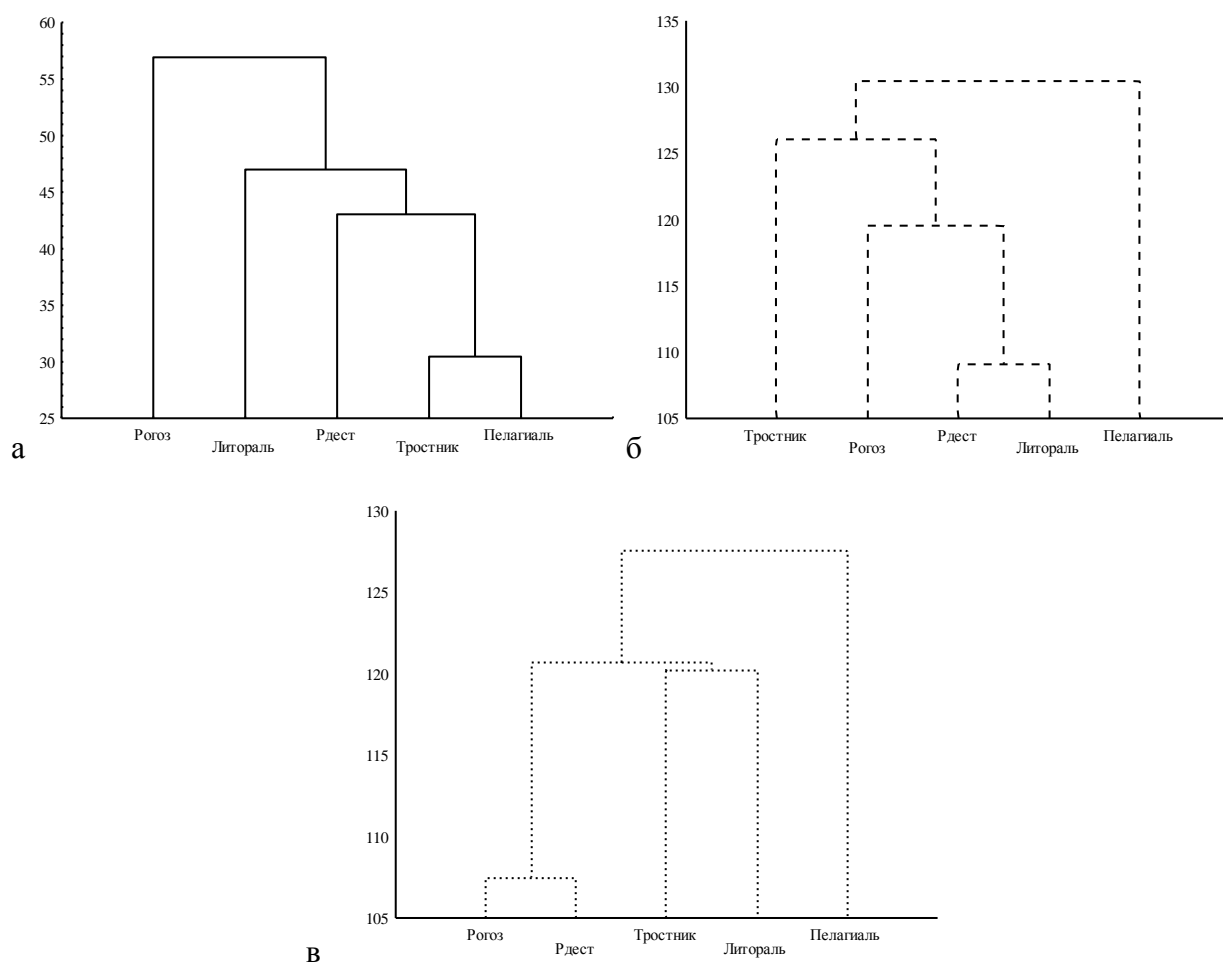 60
55
50
45
40
35
30
25
Рогоз
Литораль
Рдест
Тростник
Пелагиаль
а
135
130
125
120
115
110
105
Тростник
Рогоз
Рдест
Литораль
Пелагиаль
б
130
125
120
115
110
105
Рогоз
Рдест
Тростник
Литораль
Пелагиаль
в